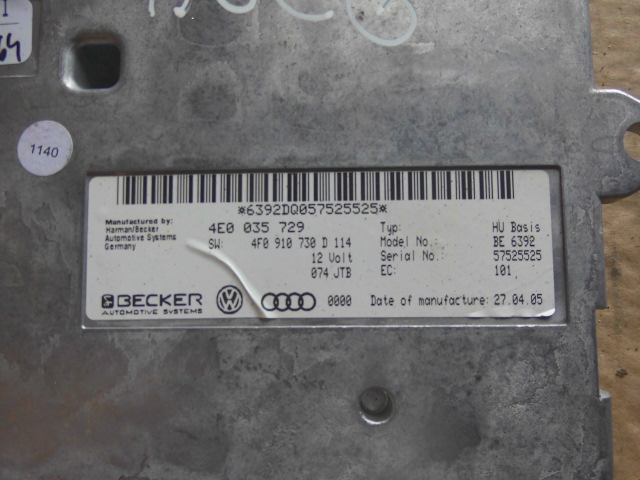 64
1140
*6392DQ057525525*
Manufactured by:
Harman/Becker
Automotive Systems
Germany
4E0 035 729
SW: 4F0 910 730 D 114
12 Volt
074 JTB
Typ: HU Basis
Model No.: BE 6392
Serial No.: 57525525
EC: 101
BECKER
AUTOMOTIVE SYSTEMS
0000 Date of manufacture: 27.04.05